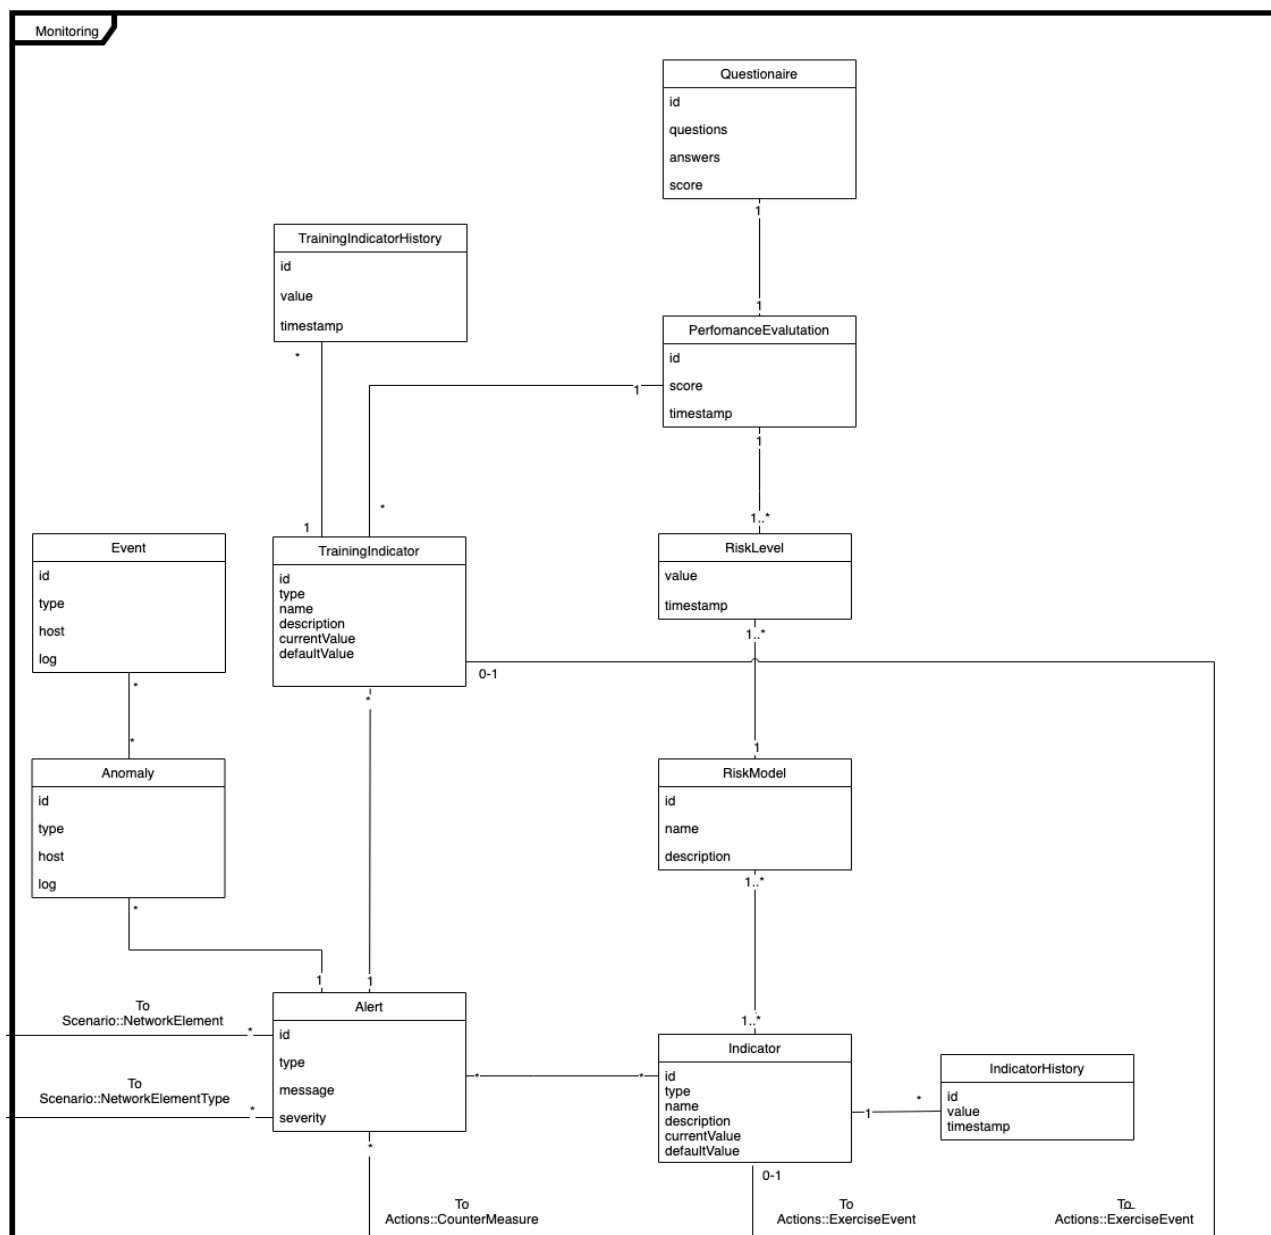 Monitoring
Questionaire
id
questions
answers
score
1
1
TrainingIndicatorHistory
id
value
timestamp
*
PerfomanceEvalutation
id
score
timestamp
1
1
*
1
1..*
Event
id
type
host
log
*
TrainingIndicator
id
type
name
description
currentValue
defaultValue
*
0-1
RiskLevel
value
timestamp
1..*
*
1
Anomaly
id
type
host
log
*
RiskModel
id
name
description
1..*
1
1
1..*
To
Scenario::NetworkElement
*
To
Scenario::NetworkElementType
*
Alert
id
type
message
severity
*
*
*
Indicator
id
type
name
description
currentValue
defaultValue
1
*
IndicatorHistory
id
value
timestamp
0-1
To
Actions::CounterMeasure
To
Actions::ExerciseEvent
To
Actions::ExerciseEvent